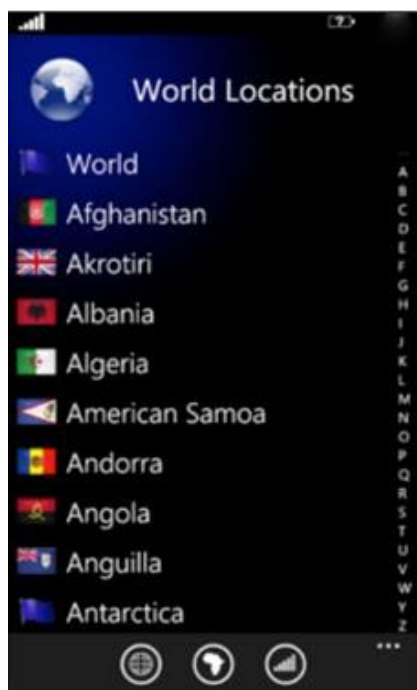 World Locations
World
Afghanistan
Akrotiri
Albania
Algeria
American Samoa
Andorra
Angola
Anguilla
Antarctica
A
B
C
D
E
F
G
H
I
J
K
L
M
N
O
P
Q
R
S
T
U
V
W
Y
Z
...